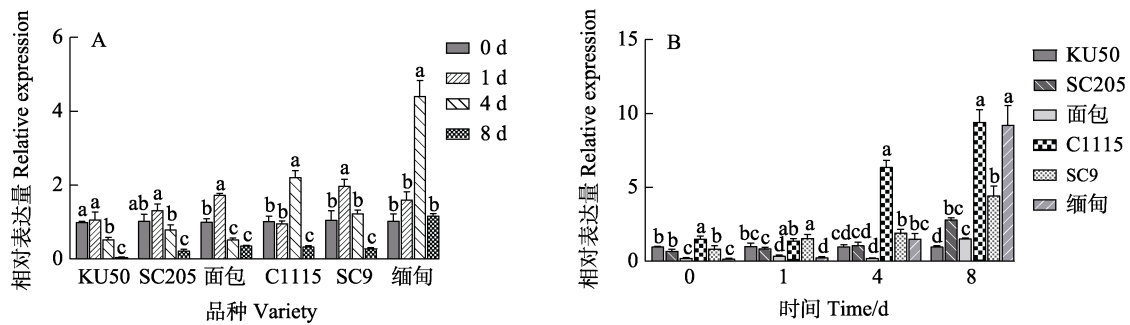 A
相对表达量 Relative expression
6
4
2
0
a a b c
ab a b c
b a c c
b b a c
b a b c
b b a b
KU50 SC205 面包 C1115 SC9 缅甸
品种 Variety
0 d
1 d
4 d
8 d
B
相对表达量 Relative expression
15
10
5
0
b b c a b c
bc c d ab a d
cd cd d a b bc
d bc c a b a
0 1 4 8
时间 Time/d
KU50
SC205
面包
C1115
SC9
缅甸